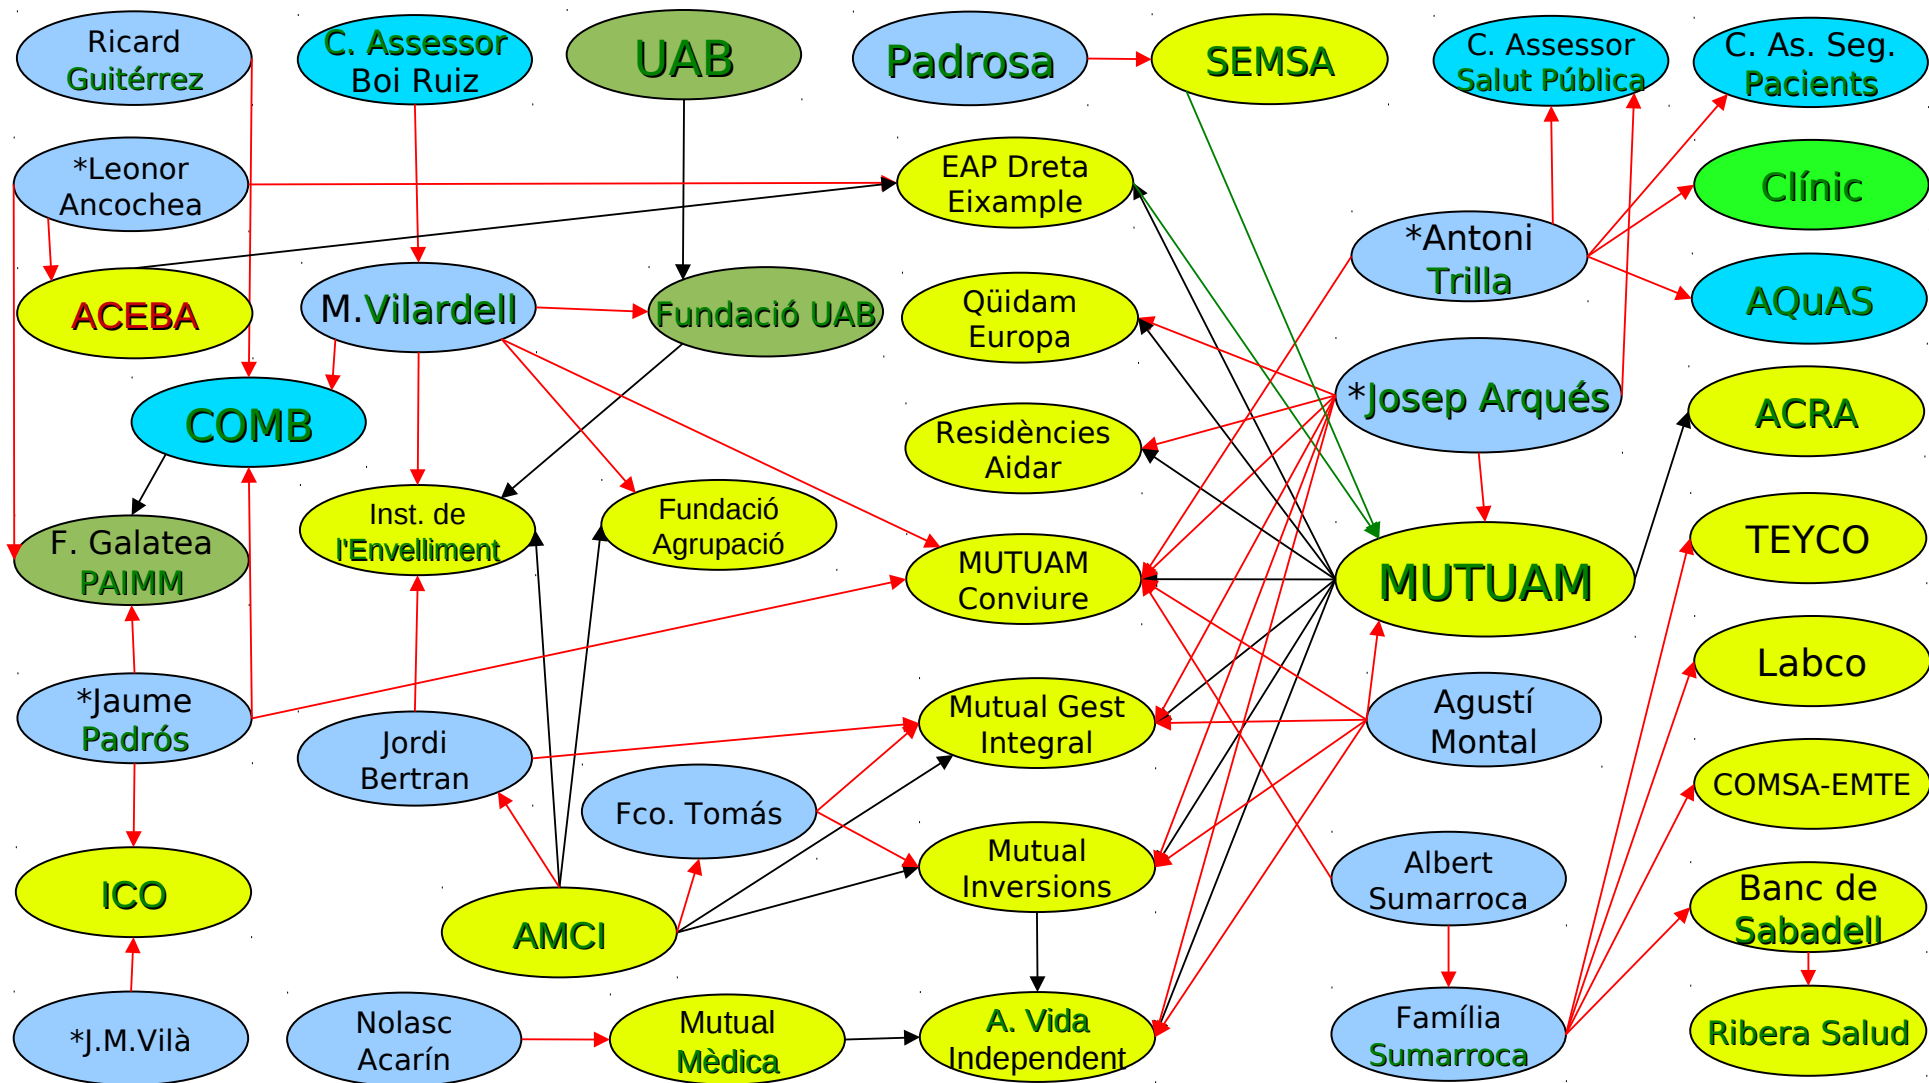 Ricard
Guitérrez
C. Assessor
Boi Ruiz
UAB
Padrosa
SEMSA
C. Assessor
Salut Pública
C. As. Seg.
Pacients
*Leonor
Ancochea
EAP Dreta
Eixample
Clínic
*Antoni
Trilla
ACEBA
M.Vilardell
Fundació UAB
Qüidam
Europa
AQuAS
COMB
Residències
Aidar
*Josep Arqués
ACRA
F. Galatea
PAIMM
Inst. de
l'Envelliment
Fundació
Agrupació
MUTUAM
Conviure
MUTUAM
TEYCO
*Jaume
Padrós
Jordi
Bertran
Mutual Gest
Integral
Agustí
Montal
Labco
Fco. Tomás
COMSA-EMTE
ICO
AMCI
Mutual
Inversions
Albert
Sumarroca
Banc de
Sabadell
*J.M.Vilà
Nolasc
Acarín
Mutual
Mèdica
A. Vida
Independent
Família
Sumarroca
Ribera Salud